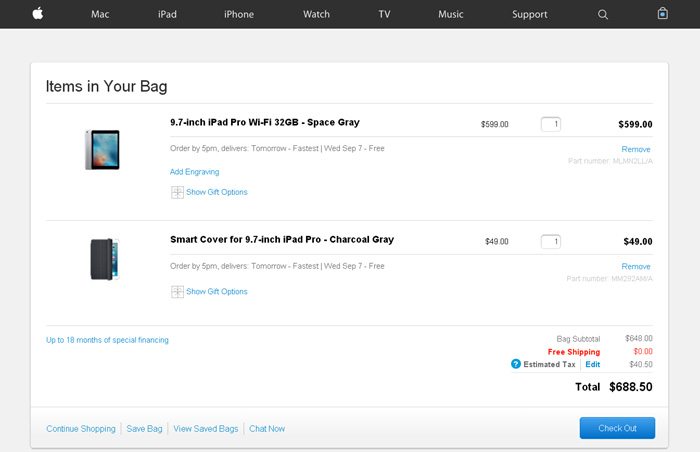 Mac iPad iPhone Watch TV Music Support
Items in Your Bag
9.7-inch iPad Pro Wi-Fi 32GB - Space Gray $599.00 1 $599.00
Order by 5pm, delivers: Tomorrow - Fastest | Wed Sep 7 - Free Remove
Part number: MLMN2LL/A
Add Engraving
Show Gift Options
Smart Cover for 9.7-inch iPad Pro - Charcoal Gray $49.00 1 $49.00
Order by 5pm, delivers: Tomorrow - Fastest | Wed Sep 7 - Free Remove
Part number: MM292AM/A
Show Gift Options
Up to 18 months of special financing Bag Subtotal $648.00
Free Shipping $0.00
? Estimated Tax | Edit $40.50
Total $688.50
Continue Shopping | Save Bag | View Saved Bags | Chat Now Check Out